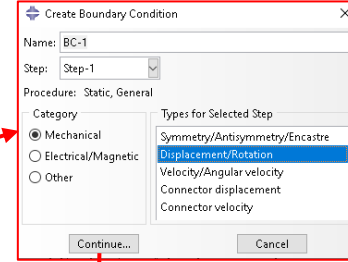 Create Boundary Condition
Name: BC-1
Step: Step-1
Procedure: Static, General
Category
Mechanical
Electrical/Magnetic
Other
Types for Selected Step
Symmetry/Antisymmetry/Encastre
Displacement/Rotation
Velocity/Angular velocity
Connector displacement
Connector velocity
Continue...
Cancel